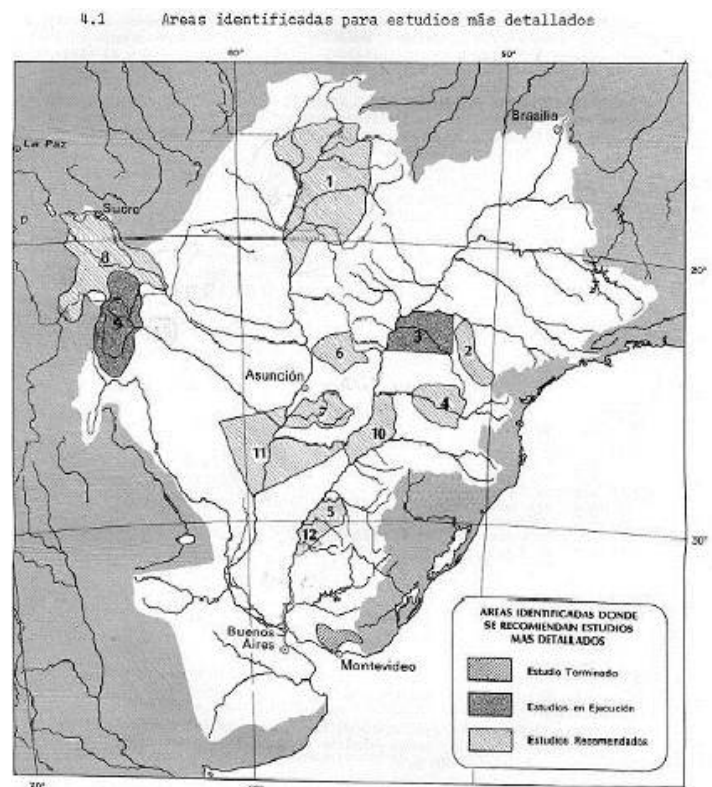 4.1 Areas identificadas para estudios más detallados
60° 50°
Brasilia
La Paz
1
Sucre
8
20°
9
3
6
2
Asunción
7
4
10
11
5
30°
12
AREAS IDENTIFICADAS DONDE
SE RECOMIENDAN ESTUDIOS
MAS DETALLADOS
Buenos
Aires
Montevideo
Estudio Terminado
Estudios en Ejecución
Estudios Recomendados
70°